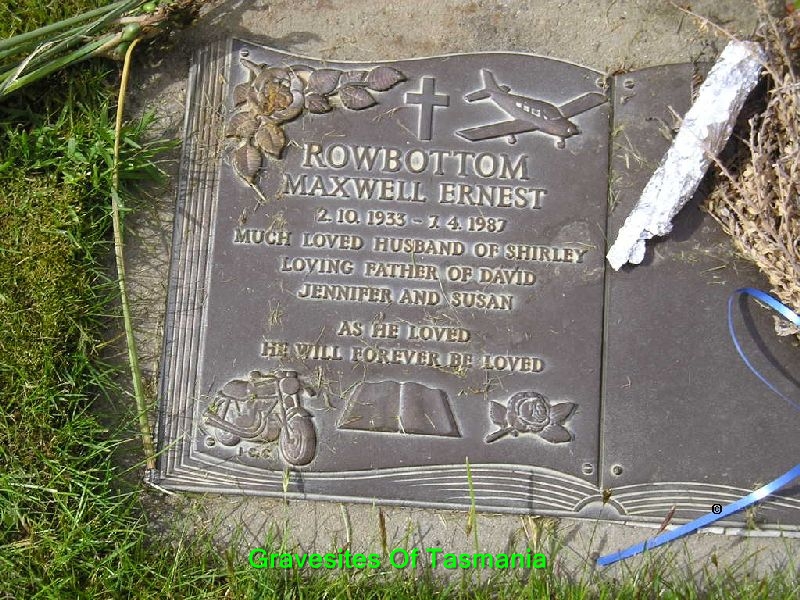 ROWBOTTOM
MAXWELL ERNEST
2.10.1933 - 7.4.1987
MUCH LOVED HUSBAND OF SHIRLEY
LOVING FATHER OF DAVID
JENNIFER AND SUSAN
AS HE LOVED
HE WILL FOREVER BE LOVED
©
Gravesites Of Tasmania